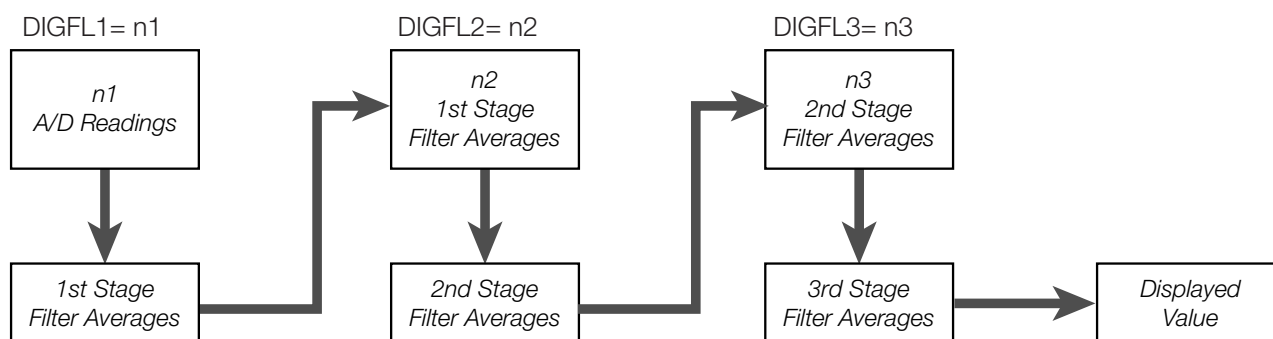 DIGFL1= n1
n1
A/D Readings
1st Stage
Filter Averages
DIGFL2= n2
n2
1st Stage
Filter Averages
2nd Stage
Filter Averages
DIGFL3= n3
n3
2nd Stage
Filter Averages
3rd Stage
Filter Averages
Displayed
Value